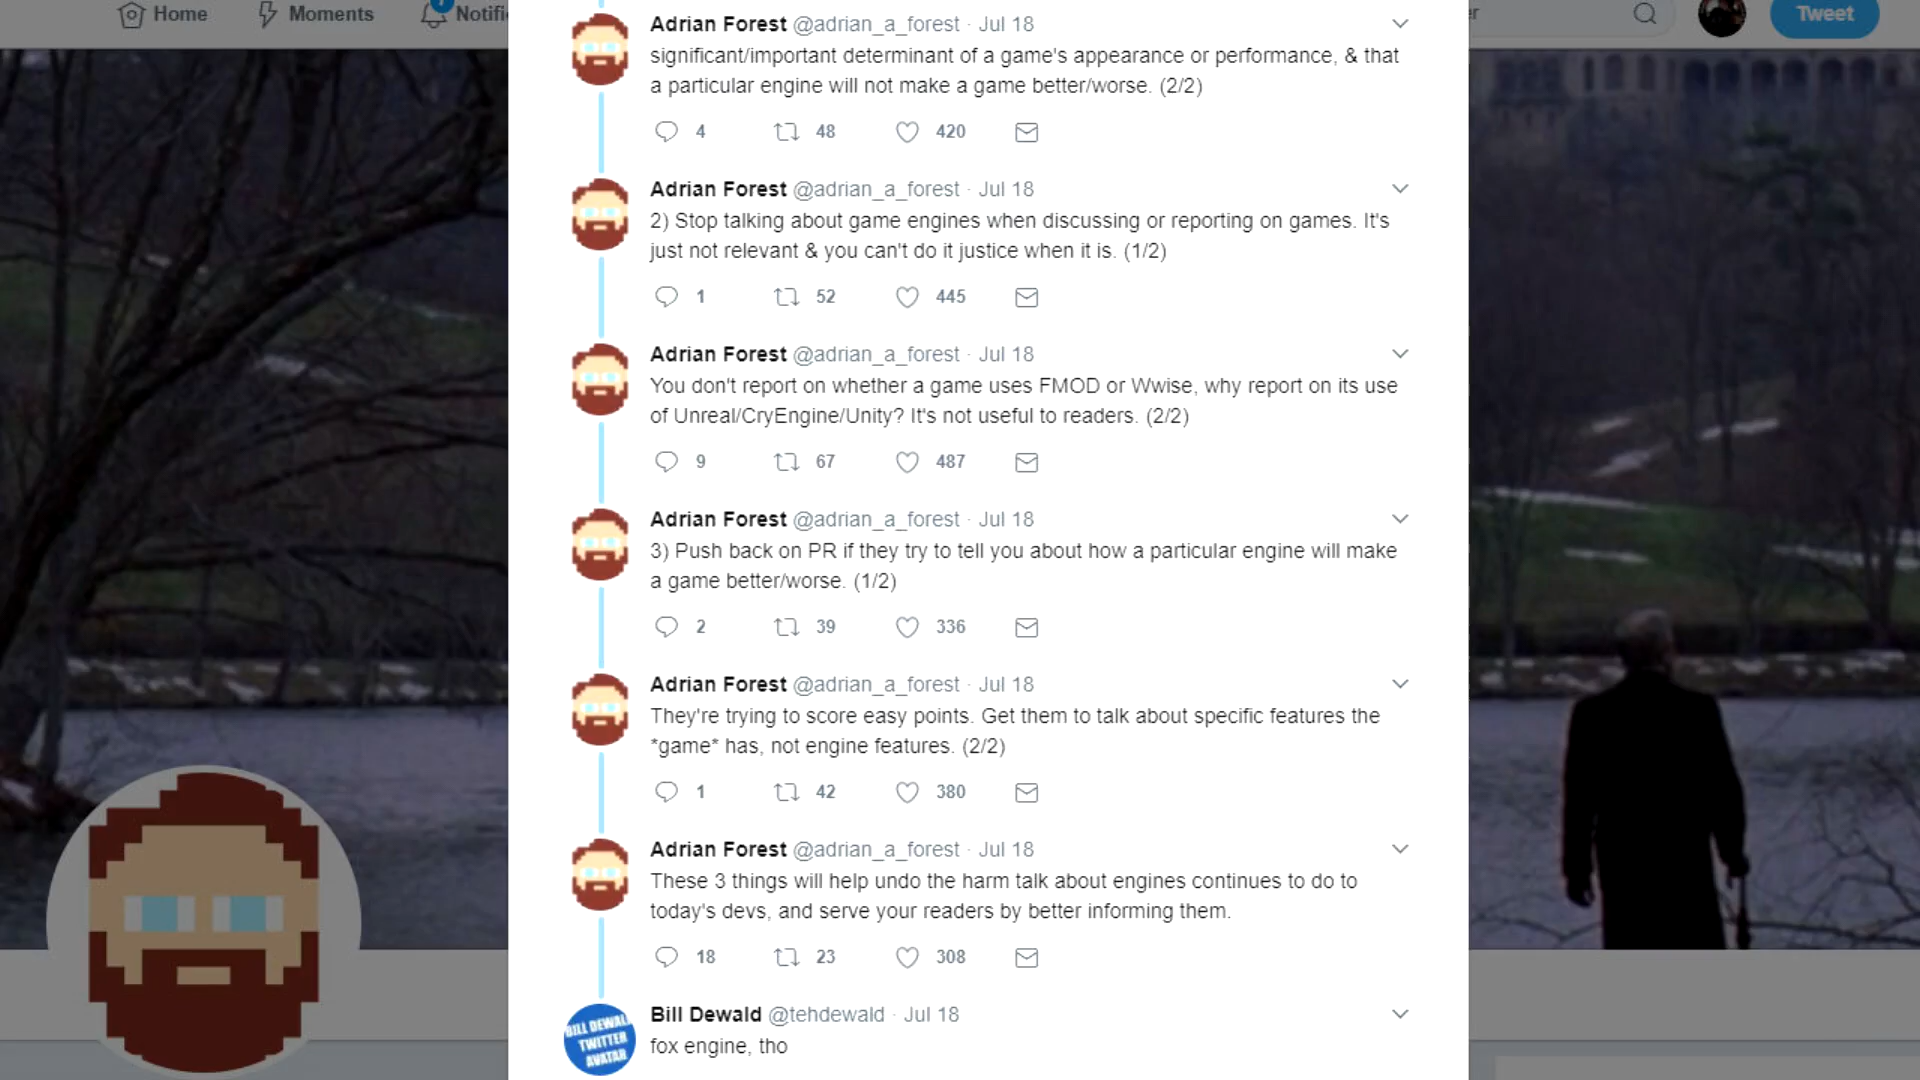 Home
Moments
Notifi
er
Tweet
Adrian Forest @adrian_a_forest · Jul 18
significant/important determinant of a game's appearance or performance, & that
a particular engine will not make a game better/worse. (2/2)
4 48 420
Adrian Forest @adrian_a_forest · Jul 18
2) Stop talking about game engines when discussing or reporting on games. It's
just not relevant & you can't do it justice when it is. (1/2)
1 52 445
Adrian Forest @adrian_a_forest · Jul 18
You don't report on whether a game uses FMOD or Wwise, why report on its use
of Unreal/CryEngine/Unity? It's not useful to readers. (2/2)
9 67 487
Adrian Forest @adrian_a_forest · Jul 18
3) Push back on PR if they try to tell you about how a particular engine will make
a game better/worse. (1/2)
2 39 336
Adrian Forest @adrian_a_forest · Jul 18
They're trying to score easy points. Get them to talk about specific features the
*game* has, not engine features. (2/2)
1 42 380
Adrian Forest @adrian_a_forest · Jul 18
These 3 things will help undo the harm talk about engines continues to do to
today's devs, and serve your readers by better informing them.
18 23 308
BILL DEWALD
TWITTER
AVATAR
Bill Dewald @tehdewald · Jul 18
fox engine, tho